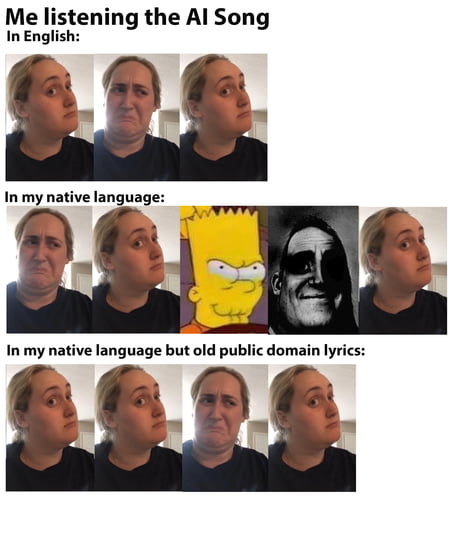 Me listening the AI Song
In English:
In my native language:
In my native language but old public domain lyrics: